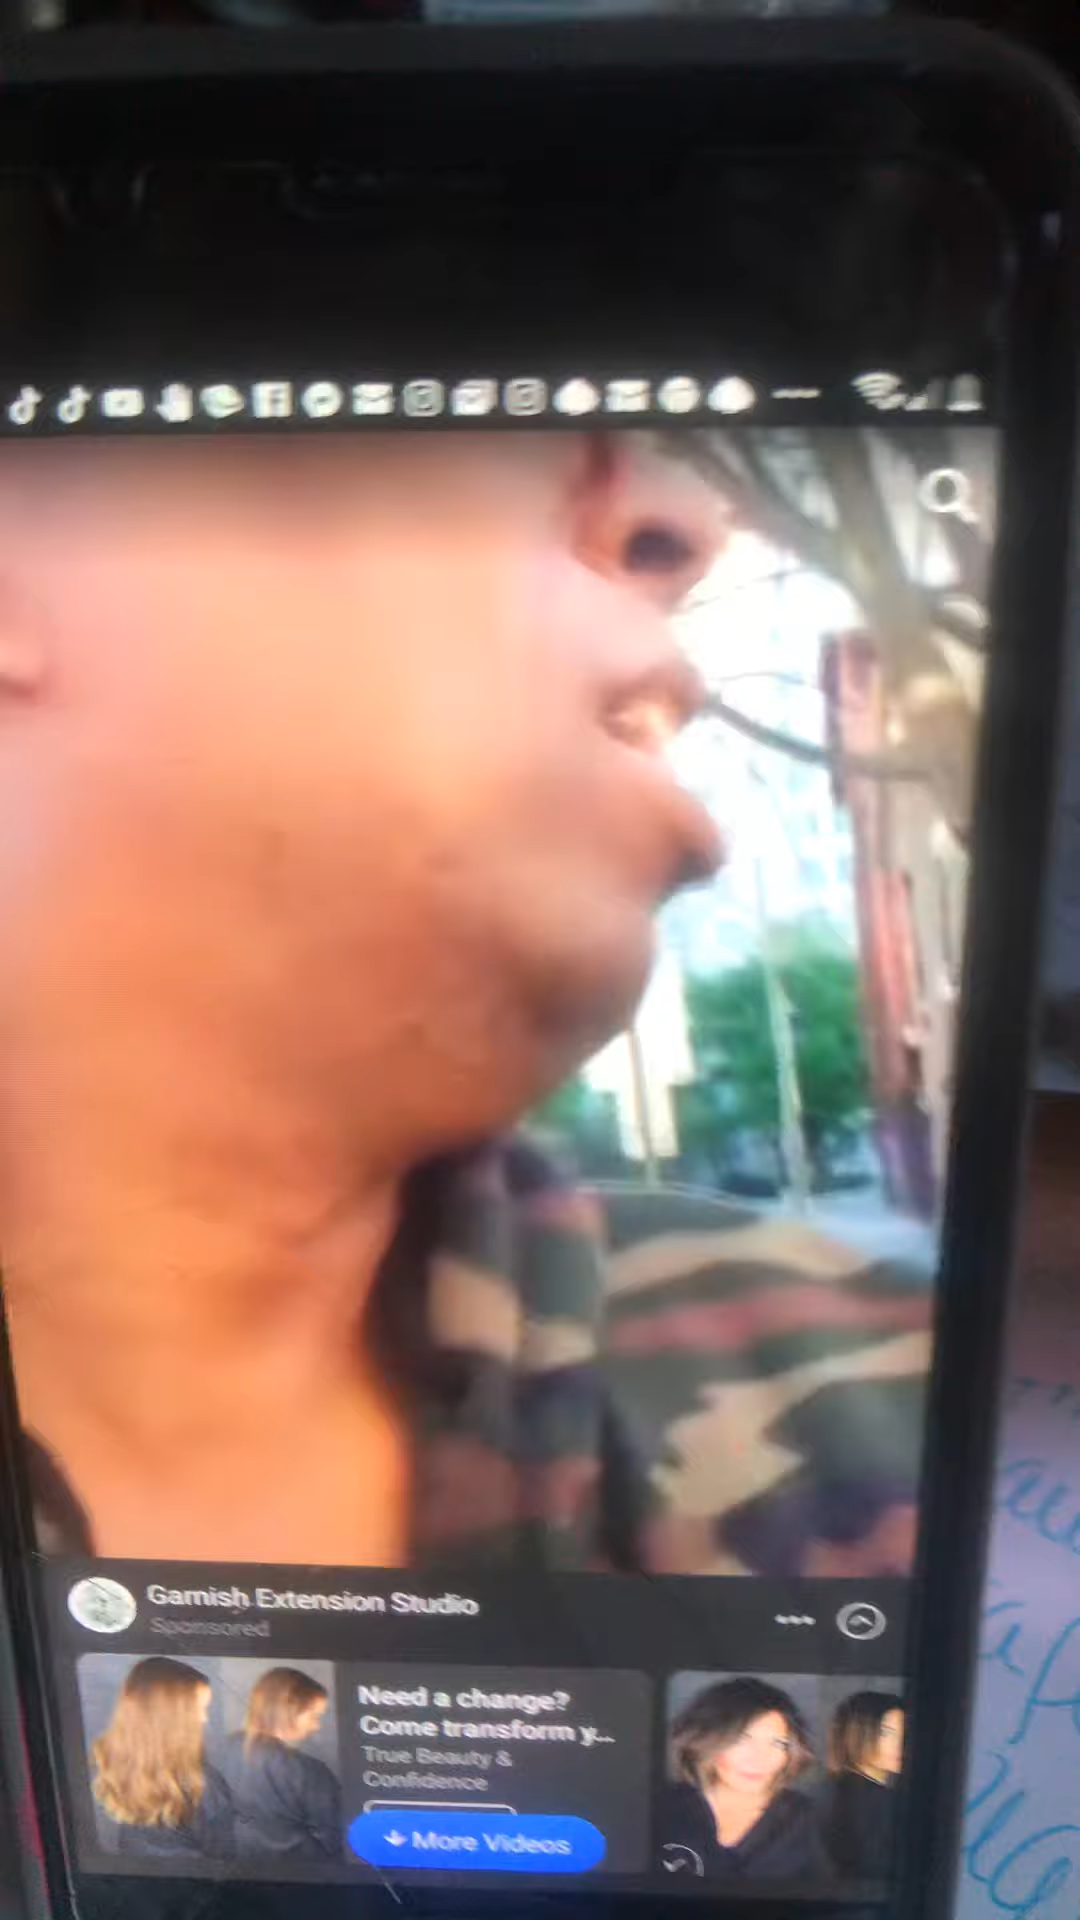 Garnish Extension Studio
Sponsored
Need a change?
Come transform y...
True Beauty &
Confidence
More Videos